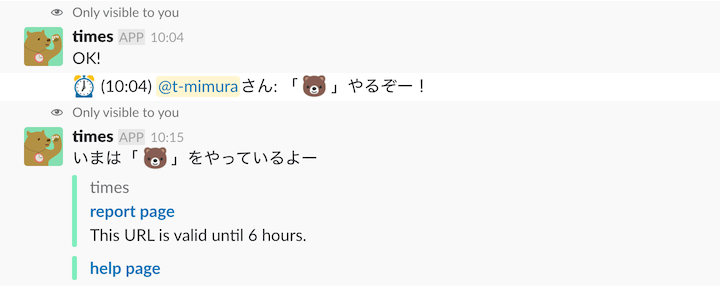 Only visible to you
times APP 10:04
OK!
⏰ (10:04) @t-mimuraさん: 「🐻」やるぞー！
Only visible to you
times APP 10:15
いまは「🐻」をやっているよー
times
report page
This URL is valid until 6 hours.
help page